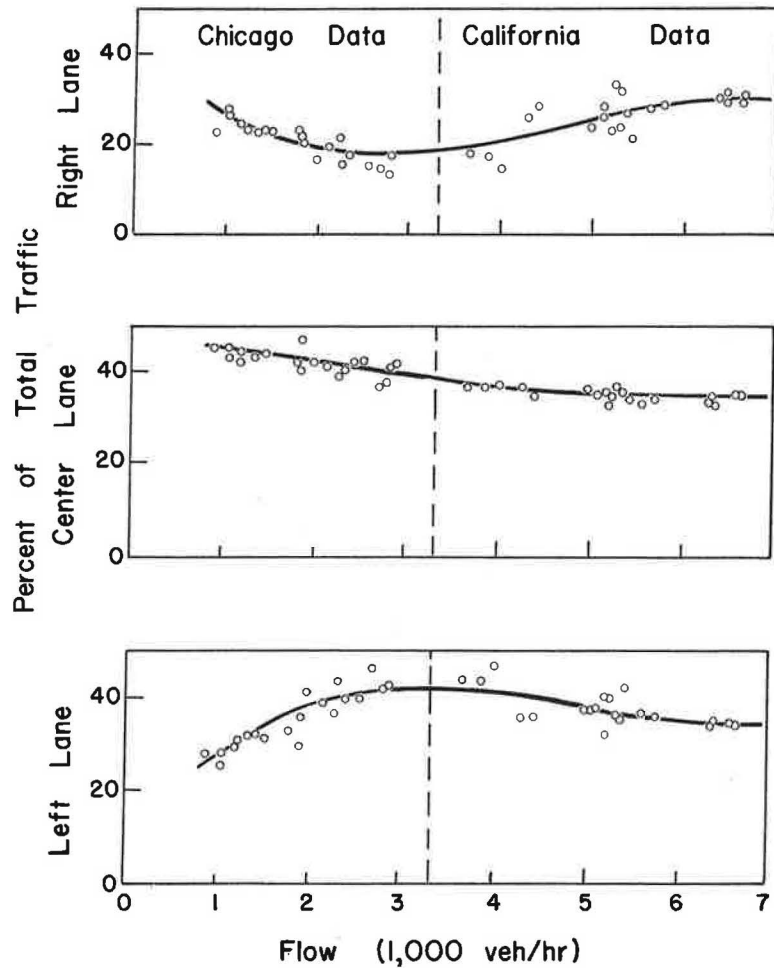 Percent of Total Traffic
Right Lane
40
20
0
Chicago Data
California Data
Center Lane
40
20
0
Left Lane
40
20
0
0 1 2 3 4 5 6 7
Flow (1,000 veh/hr)